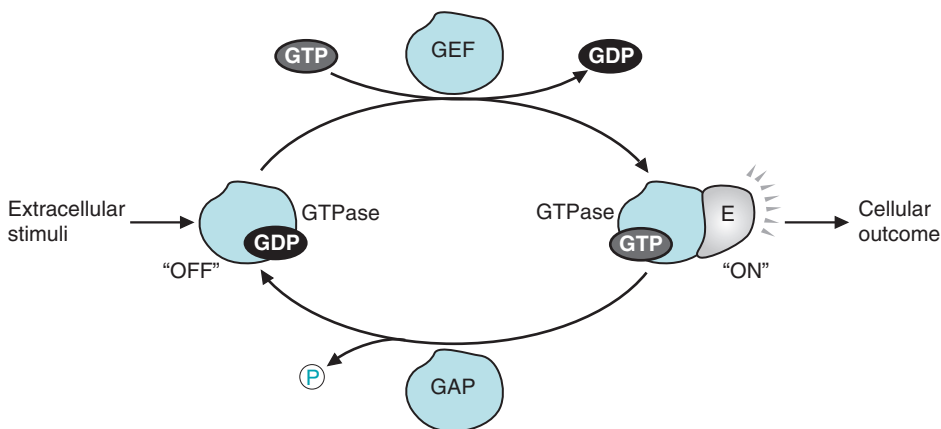 GTP
GEF
GDP
Extracellular
stimuli
GTPase
GDP
“OFF”
GTPase
GTP
E
“ON”
Cellular
outcome
P
GAP